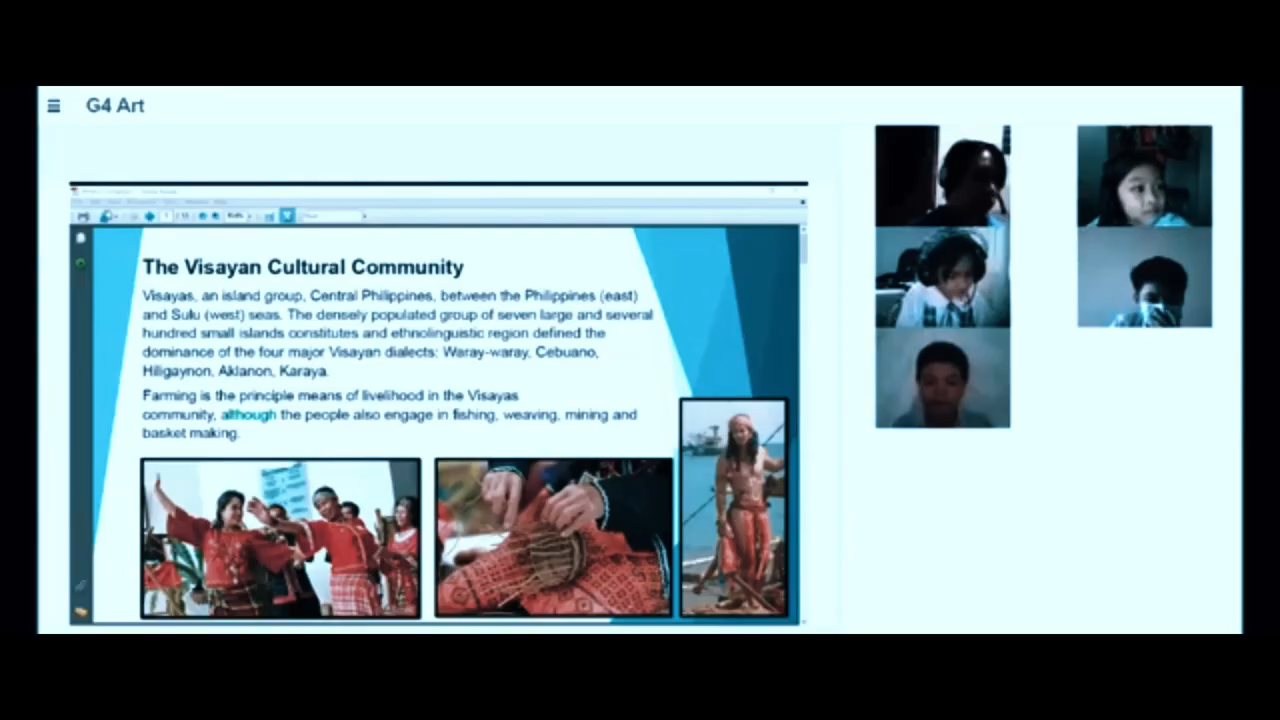 G4 Art
The Visayan Cultural Community
Visayas, an island group, Central Philippines, between the Philippines (east)
and Sulu (west) seas. The densely populated group of seven large and several
hundred small islands constitutes and ethnolinguistic region defined the
dominance of the four major Visayan dialects: Waray-waray, Cebuano,
Hiligaynon, Aklanon, Karaya.
Farming is the principle means of livelihood in the Visayas
community, although the people also engage in fishing, weaving, mining and
basket making.